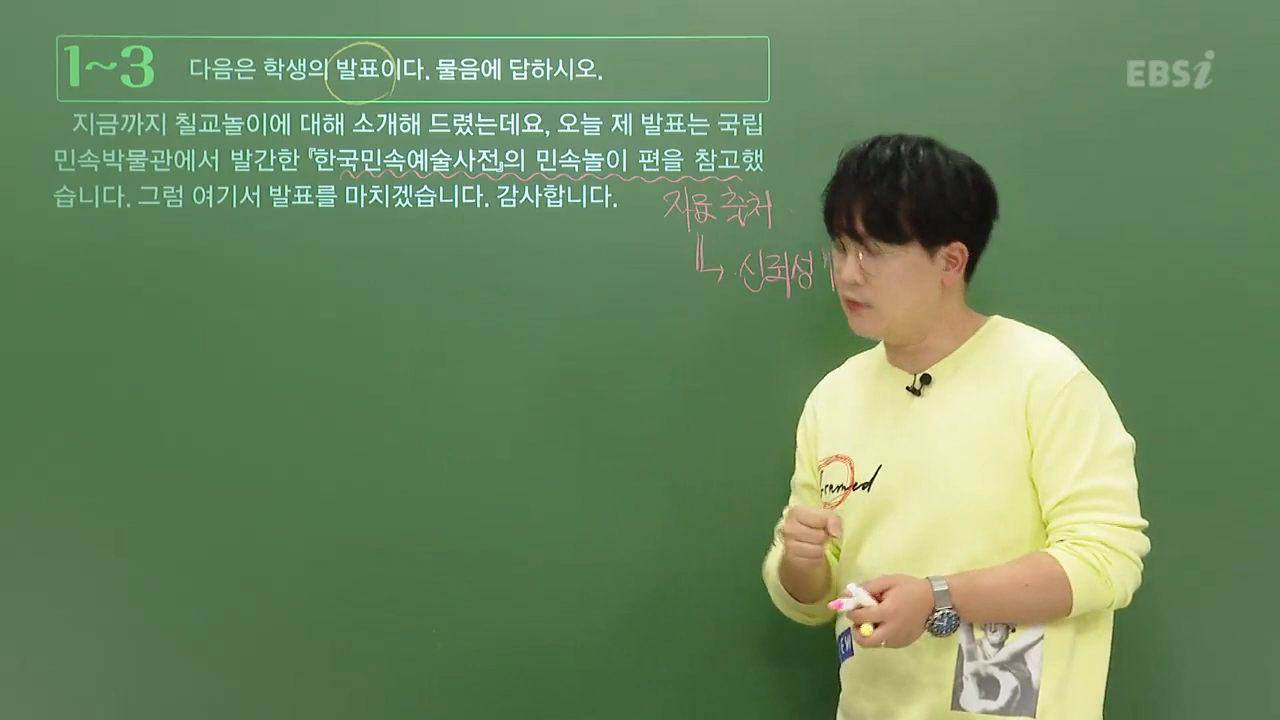 1~3 다음은 학생의 발표이다. 물음에 답하시오.
EBSi
지금까지 칠교놀이에 대해 소개해 드렸는데요, 오늘 제 발표는 국립
민속박물관에서 발간한 『한국민속예술사전』의 민속놀이 편을 참고했
습니다. 그럼 여기서 발표를 마치겠습니다. 감사합니다.
자료 출처
신뢰성